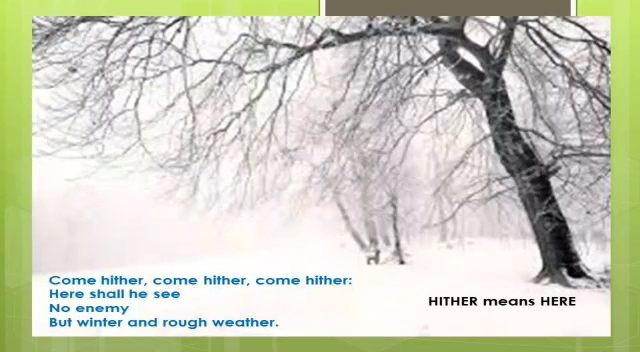 Come hither, come hither, come hither:
Here shall he see
No enemy
But winter and rough weather.
HITHER means HERE